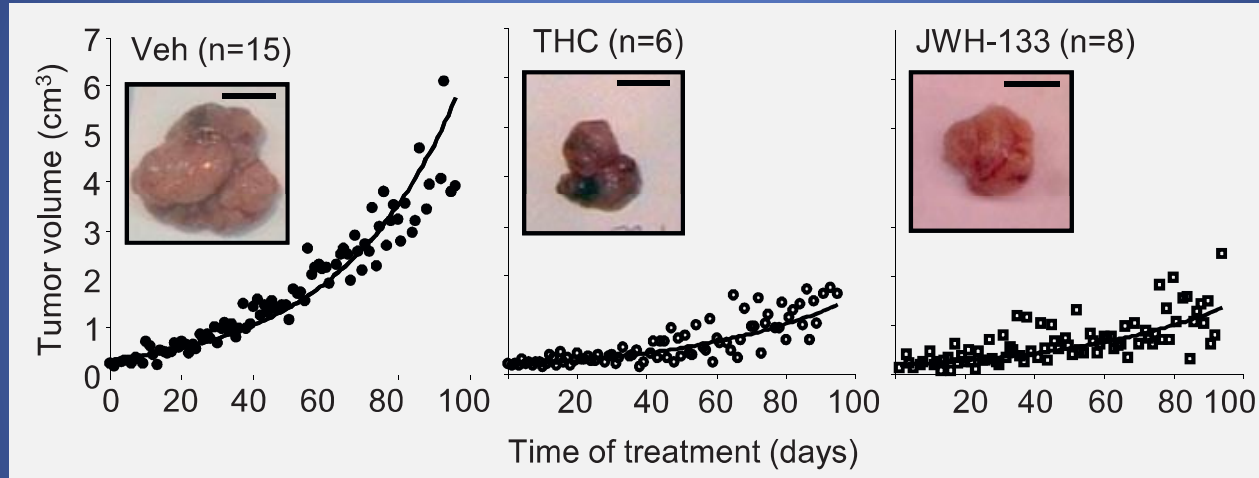 Veh (n=15)
THC (n=6)
JWH-133 (n=8)
Tumor volume (cm³)
7
6
5
4
3
2
1
0
0 20 40 60 80 100
20 40 60 80 100
20 40 60 80 100
Time of treatment (days)